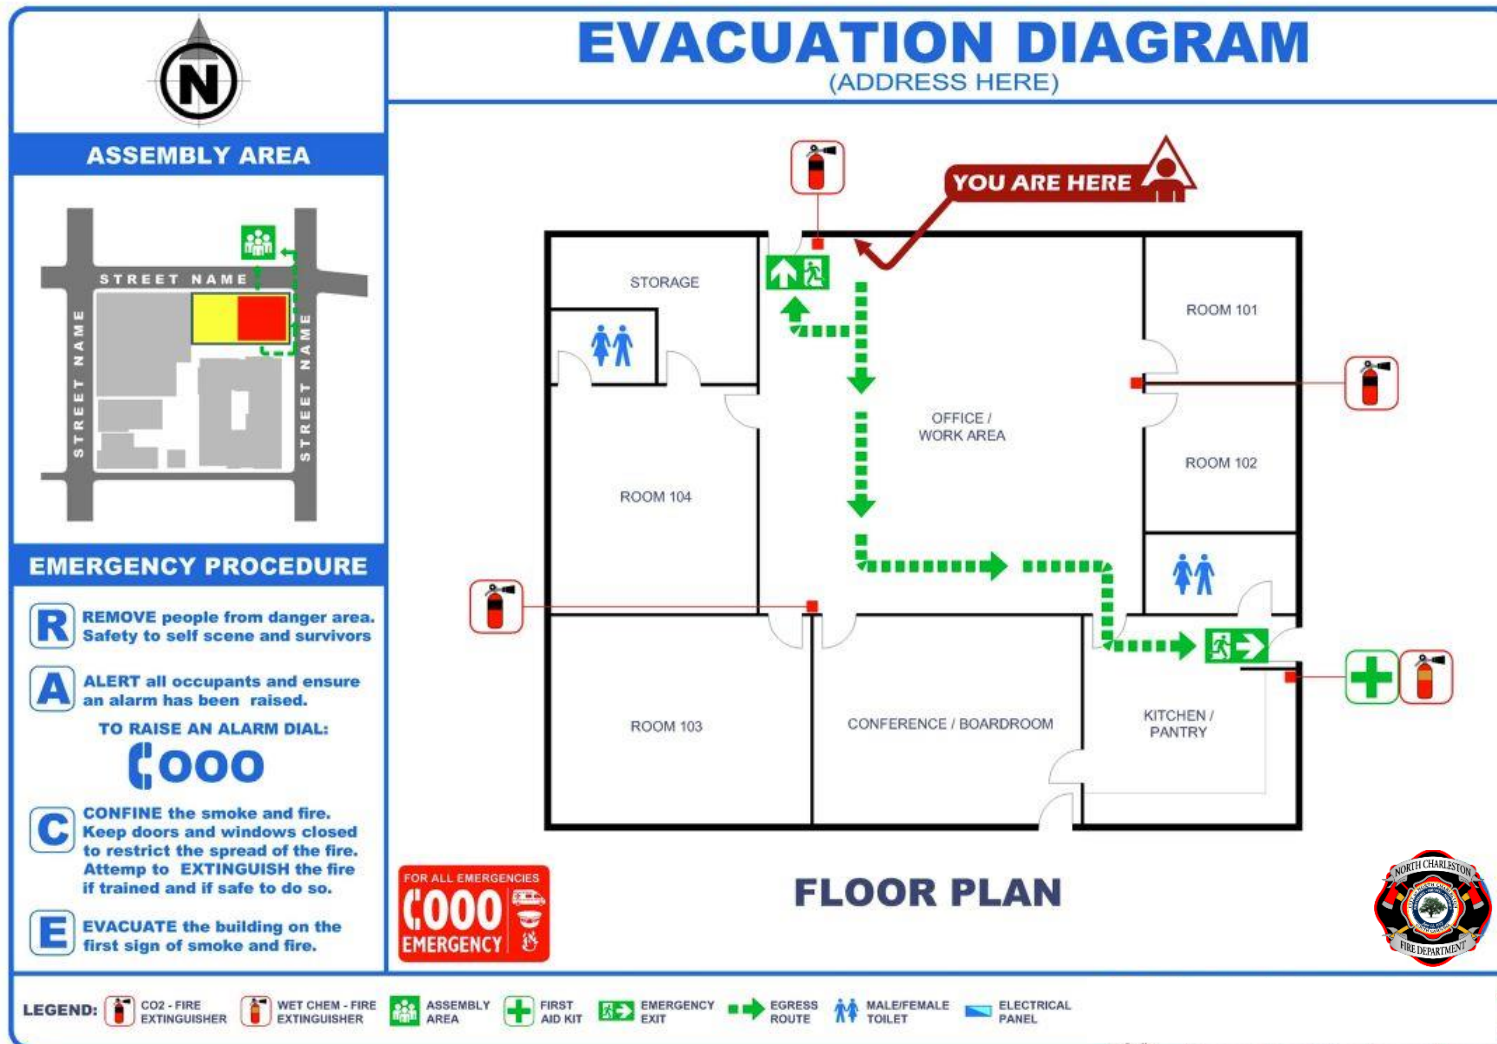 N
EVACUATION DIAGRAM
(ADDRESS HERE)
ASSEMBLY AREA
STREET NAME
STREET NAME
STREET NAME
EMERGENCY PROCEDURE
R
REMOVE people from danger area.
Safety to self scene and survivors
A
ALERT all occupants and ensure
an alarm has been raised.
TO RAISE AN ALARM DIAL:
000
C
CONFINE the smoke and fire.
Keep doors and windows closed
to restrict the spread of the fire.
Attemp to EXTINGUISH the fire
if trained and if safe to do so.
E
EVACUATE the building on the
first sign of smoke and fire.
YOU ARE HERE
STORAGE
ROOM 101
OFFICE /
WORK AREA
ROOM 102
ROOM 104
ROOM 103
CONFERENCE / BOARDROOM
KITCHEN /
PANTRY
FOR ALL EMERGENCIES
000
EMERGENCY
FLOOR PLAN
NORTH CHARLESTON
FIRE DEPARTMENT
LEGEND:
CO2 - FIRE
EXTINGUISHER
WET CHEM - FIRE
EXTINGUISHER
ASSEMBLY
AREA
FIRST
AID KIT
EMERGENCY
EXIT
EGRESS
ROUTE
MALE/FEMALE
TOILET
ELECTRICAL
PANEL